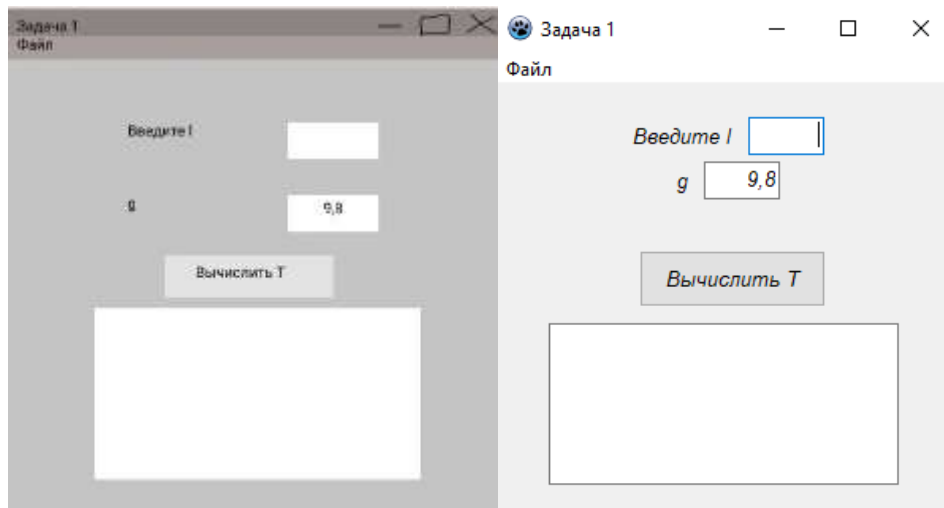 Задача 1
Файл
Введите l
g
9,8
Вычислить T
Задача 1
Файл
Введите l
g
9,8
Вычислить T